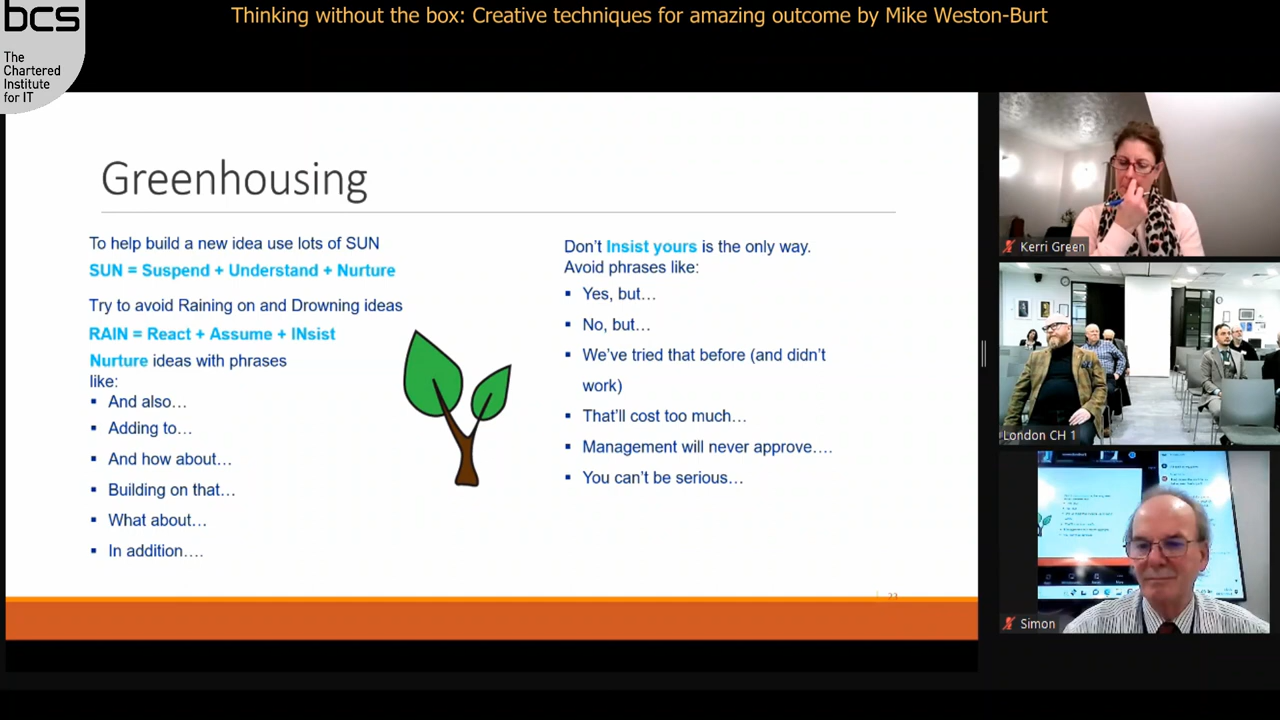 Thinking without the box: Creative techniques for amazing outcome by Mike Weston-Burt
bcs
The
Chartered
Institute
for IT
Greenhousing
To help build a new idea use lots of SUN
SUN = Suspend + Understand + Nurture
Try to avoid Raining on and Drowning ideas
RAIN = React + Assume + INsist
Nurture ideas with phrases
like:
▪ And also…
▪ Adding to…
▪ And how about…
▪ Building on that…
▪ What about…
▪ In addition….
Don’t Insist yours is the only way.
Avoid phrases like:
▪ Yes, but…
▪ No, but…
▪ We’ve tried that before (and didn’t
work)
▪ That’ll cost too much…
▪ Management will never approve….
▪ You can’t be serious…
23
Kerri Green
London CH 1
Simon